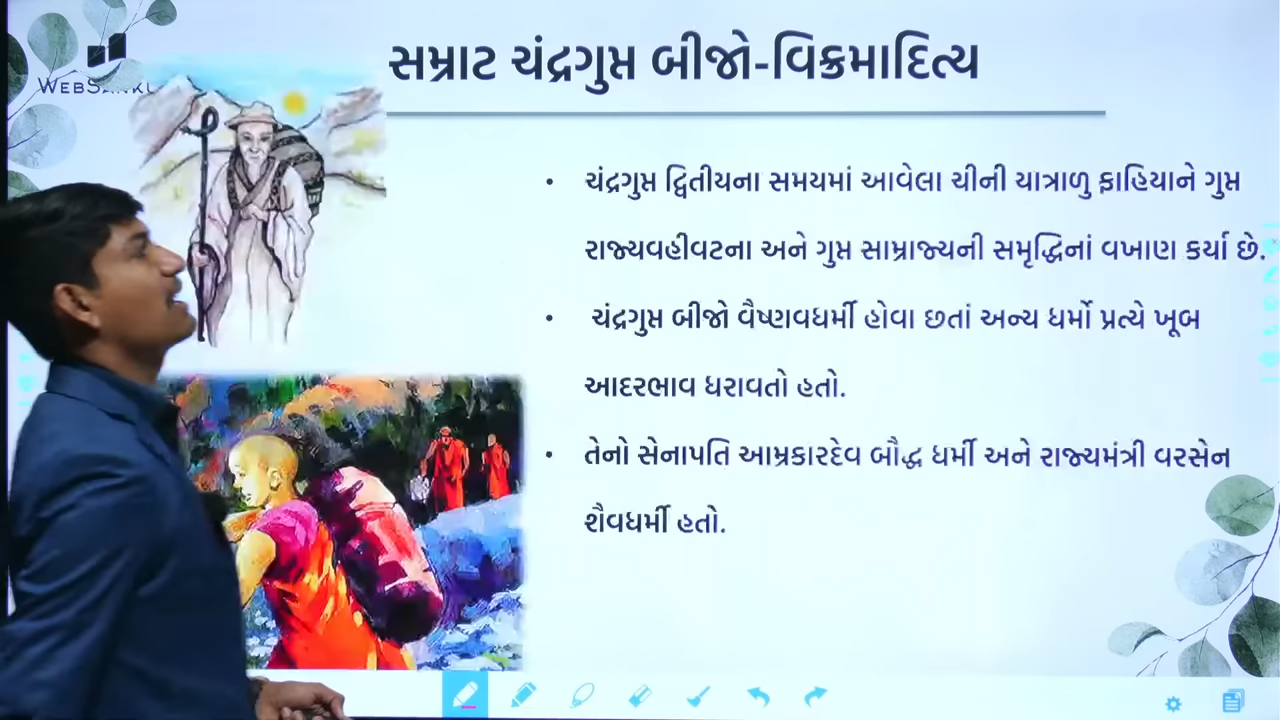 WEBSANKUL
સમ્રાટ ચંદ્રગુપ્ત બીજો-વિક્રમાદિત્ય
• ચંદ્રગુપ્ત દ્વિતીયના સમયમાં આવેલા ચીની યાત્રાળુ ફાહિયાને ગુપ્ત
રાજ્યવહીવટના અને ગુપ્ત સામ્રાજ્યની સમૃદ્ધિનાં વખાણ કર્યા છે.
• ચંદ્રગુપ્ત બીજો વૈષ્ણવધર્મી હોવા છતાં અન્ય ધર્મો પ્રત્યે ખૂબ
આદરભાવ ધરાવતો હતો.
• તેનો સેનાપતિ આમ્રકારદેવ બૌદ્ધ ધર્મી અને રાજ્યમંત્રી વરસેન
શૈવધર્મી હતો.